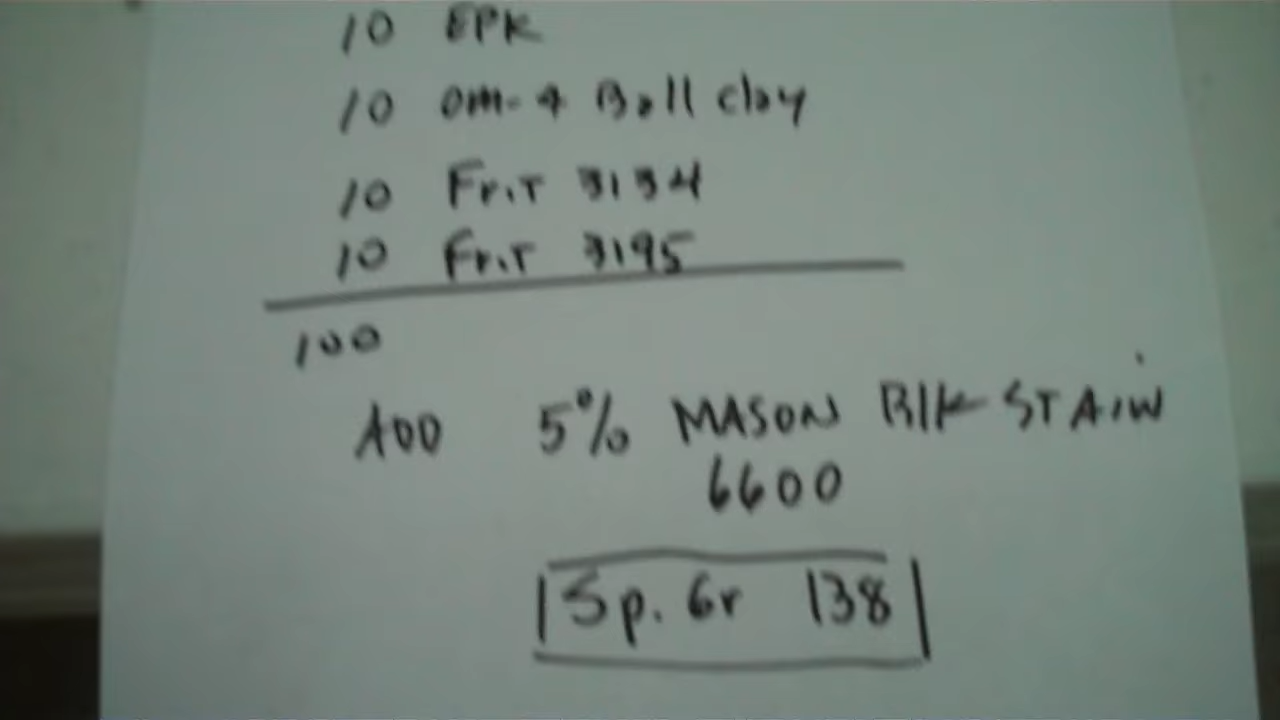 10 EPK
10 OM-4 Ball clay
10 Frit 3134
10 Frit 3195
100
ADD 5% MASON Blk STAIN
6600
Sp. Gr 138